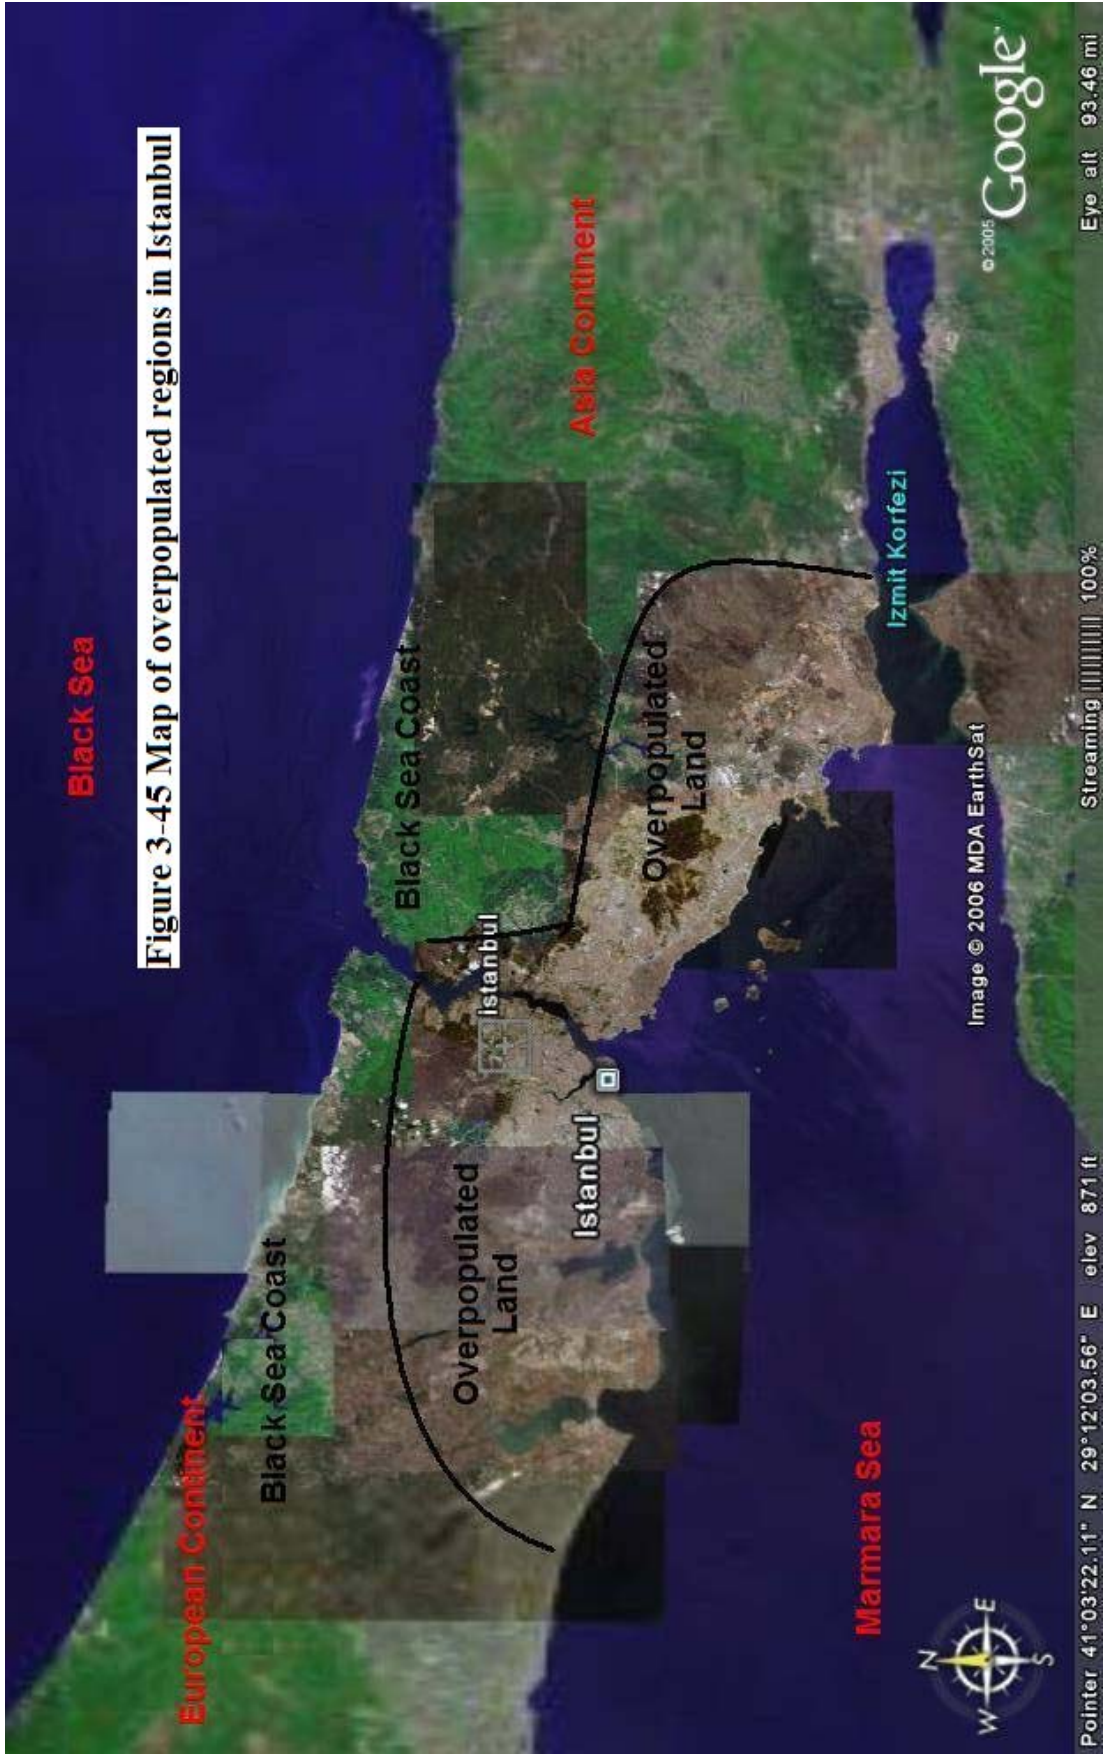 Black Sea
Figure 3-45 Map of overpopulated regions in Istanbul
European Continent
Black Sea Coast
Black Sea Coast
Asia Continent
Overpopulated
Land
istanbul
Istanbul
Overpopulated
Land
Izmit Korfezi
Marmara Sea
Image © 2006 MDA EarthSat
©2005 Google™
N
W
E
S
Pointer 41°03'22.11" N 29°12'03.56" E elev 871 ft Streaming |||||||||| 100% Eye alt 93.46 mi